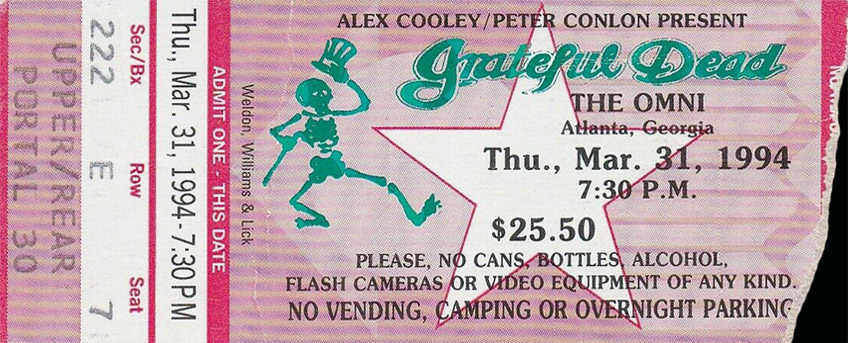 UPPER/REAR
PORTAL 30
Sec/Bx Row Seat
222 E 7
Thu., Mar. 31, 1994-7:30PM
ADMIT ONE - THIS DATE
Weldon, Williams & Lick
ALEX COOLEY/PETER CONLON PRESENT
Grateful Dead
THE OMNI
Atlanta, Georgia
Thu., Mar. 31, 1994
7:30 P.M.
$25.50
PLEASE, NO CANS, BOTTLES, ALCOHOL,
FLASH CAMERAS OR VIDEO EQUIPMENT OF ANY KIND.
NO VENDING, CAMPING OR OVERNIGHT PARKING